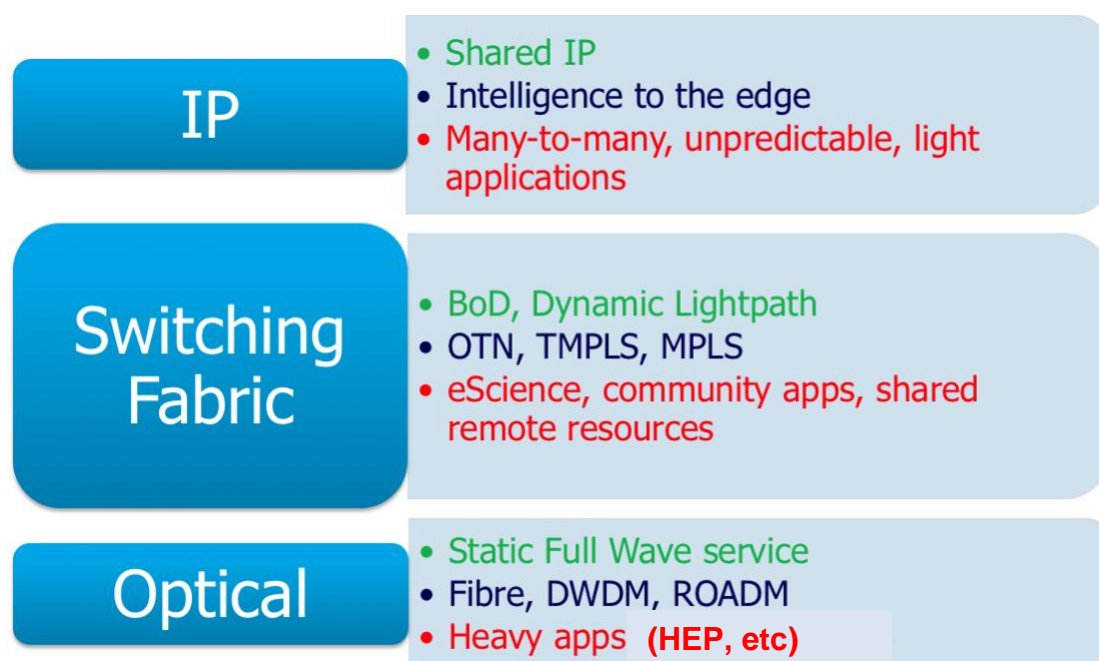 IP
• Shared IP
• Intelligence to the edge
• Many-to-many, unpredictable, light
applications
Switching
Fabric
• BoD, Dynamic Lightpath
• OTN, TMPLS, MPLS
• eScience, community apps, shared
remote resources
Optical
• Static Full Wave service
• Fibre, DWDM, ROADM
• Heavy apps (HEP, etc)